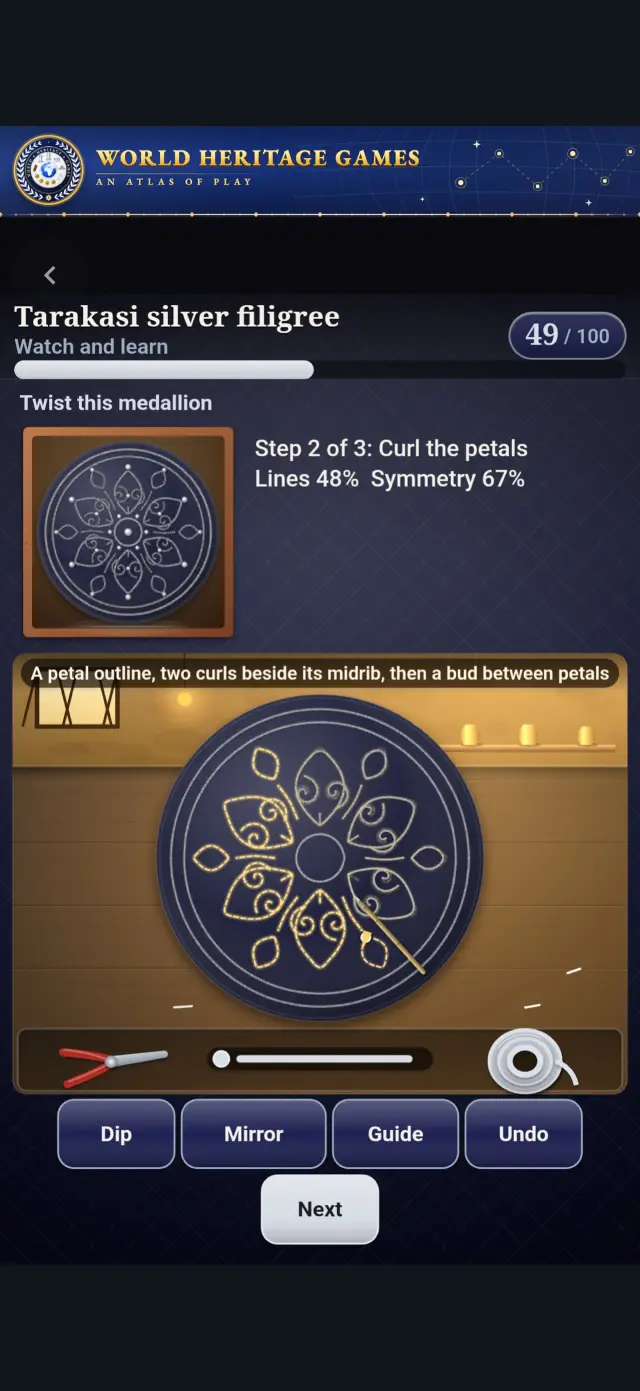 WORLD HERITAGE GAMES
AN ATLAS OF PLAY
Tarakasi silver filigree
Watch and learn
49 / 100
Twist this medallion
Step 2 of 3: Curl the petals
Lines 48% Symmetry 67%
A petal outline, two curls beside its midrib, then a bud between petals
Dip
Mirror
Guide
Undo
Next